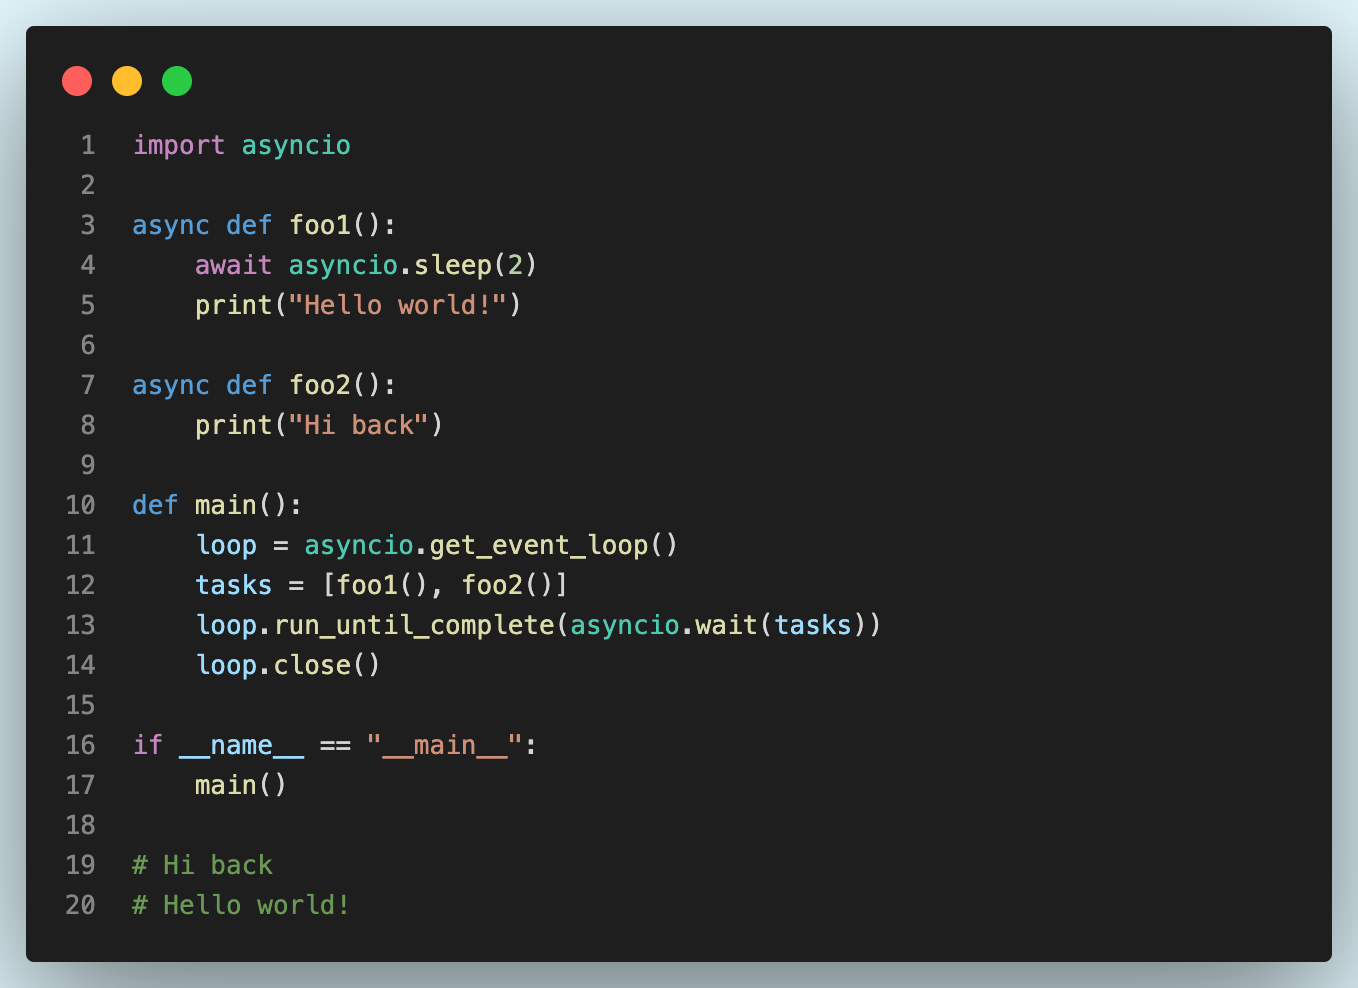 1 import asyncio
2
3 async def foo1():
4     await asyncio.sleep(2)
5     print("Hello world!")
6
7 async def foo2():
8     print("Hi back")
9
10 def main():
11     loop = asyncio.get_event_loop()
12     tasks = [foo1(), foo2()]
13     loop.run_until_complete(asyncio.wait(tasks))
14     loop.close()
15
16 if __name__ == "__main__":
17     main()
18
19 # Hi back
20 # Hello world!